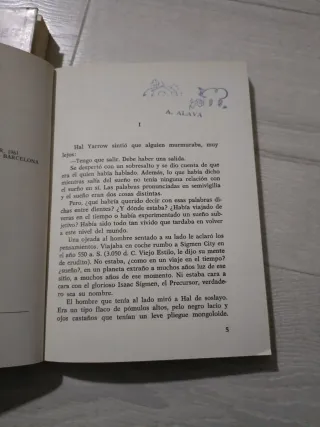 R, 1961
BARCELONA
A. ALAVA
I
Hal Yarrow sintió que alguien murmuraba, muy
lejos:
—Tengo que salir. Debe haber una salida.
Se despertó con un sobresalto y se dio cuenta de que
era él quien había hablado. Además, lo que había dicho
mientras salía del sueño no tenía ninguna relación con
el sueño en sí. Las palabras pronunciadas en semivigilia
y el sueño eran dos cosas distintas.
Pero, ¿qué había querido decir con esas palabras di-
chas entre dientes? ¿Y dónde estaba? ¿Había viajado de
veras en el tiempo o había experimentado un sueño sub-
jetivo? Había sido todo tan vívido que tardaba en volver
a este nivel del mundo.
Una ojeada al hombre sentado a su lado le aclaró los
pensamientos. Viajaba en coche rumbo a Sigmen City en
el año 550 a. S. (3.050 d. C. Viejo Estilo, le dijo su mente
de erudito). No estaba, ¿como en un viaje en el tiempo?
¿sueño?, en un planeta extraño a muchos años luz de ese
sitio, a muchos años de ese momento. Ni estaba cara a
cara con el glorioso Isaac Sigmen, el Precursor, verdade-
ro sea su nombre.
El hombre que tenía al lado miró a Hal de soslayo.
Era un tipo flaco de pómulos altos, pelo negro lacio y
ojos castaños que tenían un leve pliegue mongoloide.
5